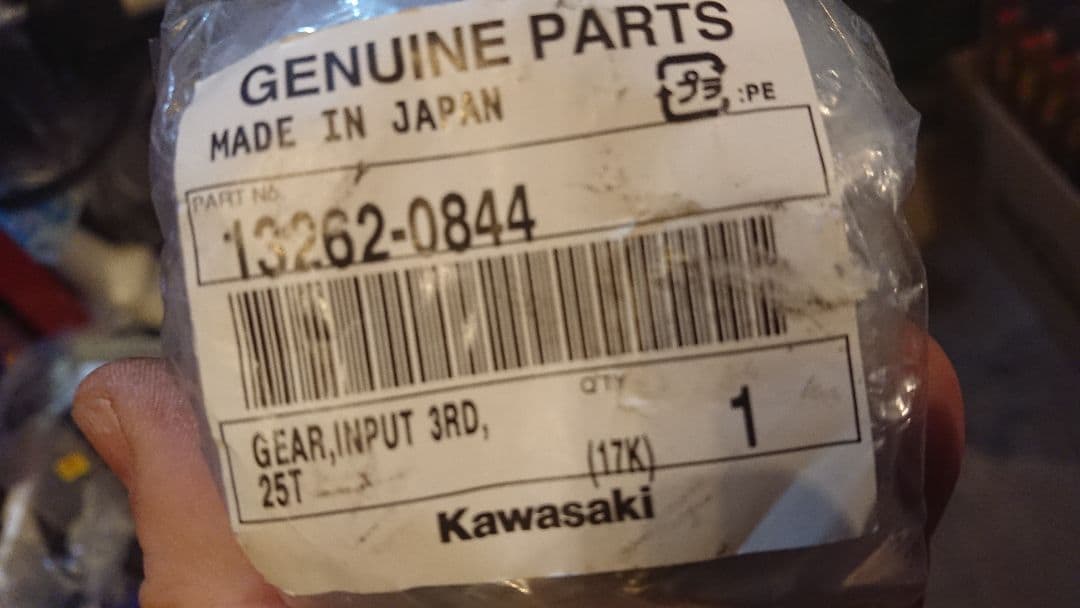 GENUINE PARTS
MADE IN JAPAN
プラ :PE
PART No.
13262-0844
QTY
GEAR,INPUT 3RD, 1
25T (17K)
Kawasaki